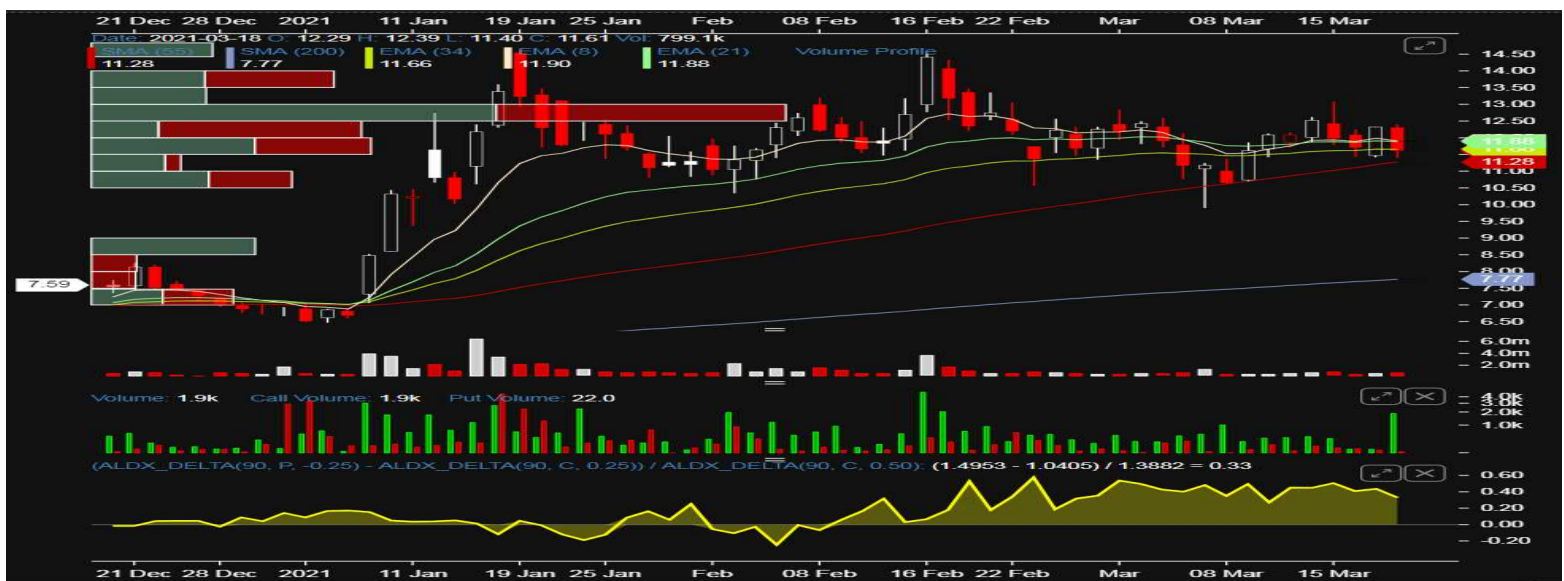 21 Dec 28 Dec 2021 11 Jan 19 Jan 25 Jan Feb 08 Feb 16 Feb 22 Feb Mar 08 Mar 15 Mar
Date: 2021-03-18 O: 12.29 H: 12.39 L: 11.40 C: 11.61 Vol: 799.1k
SMA (55) SMA (200) EMA (34) EMA (8) EMA (21) Volume Profile
11.28 7.77 11.66 11.90 11.88
14.50
14.00
13.50
13.00
12.50
11.88
11.28
11.00
10.50
10.00
9.50
9.00
8.50
8.00
7.59
7.77
7.50
7.00
6.50
6.0m
4.0m
2.0m
Volume: 1.9k Call Volume: 1.9k Put Volume: 22.0
4.0k
3.0k
2.0k
1.0k
(ALDX_DELTA(90, P, -0.25) - ALDX_DELTA(90, C, 0.25)) / ALDX_DELTA(90, C, 0.50): (1.4953 - 1.0405) / 1.3882 = 0.33
0.60
0.40
0.20
0.00
-0.20
21 Dec 28 Dec 2021 11 Jan 19 Jan 25 Jan Feb 08 Feb 16 Feb 22 Feb Mar 08 Mar 15 Mar